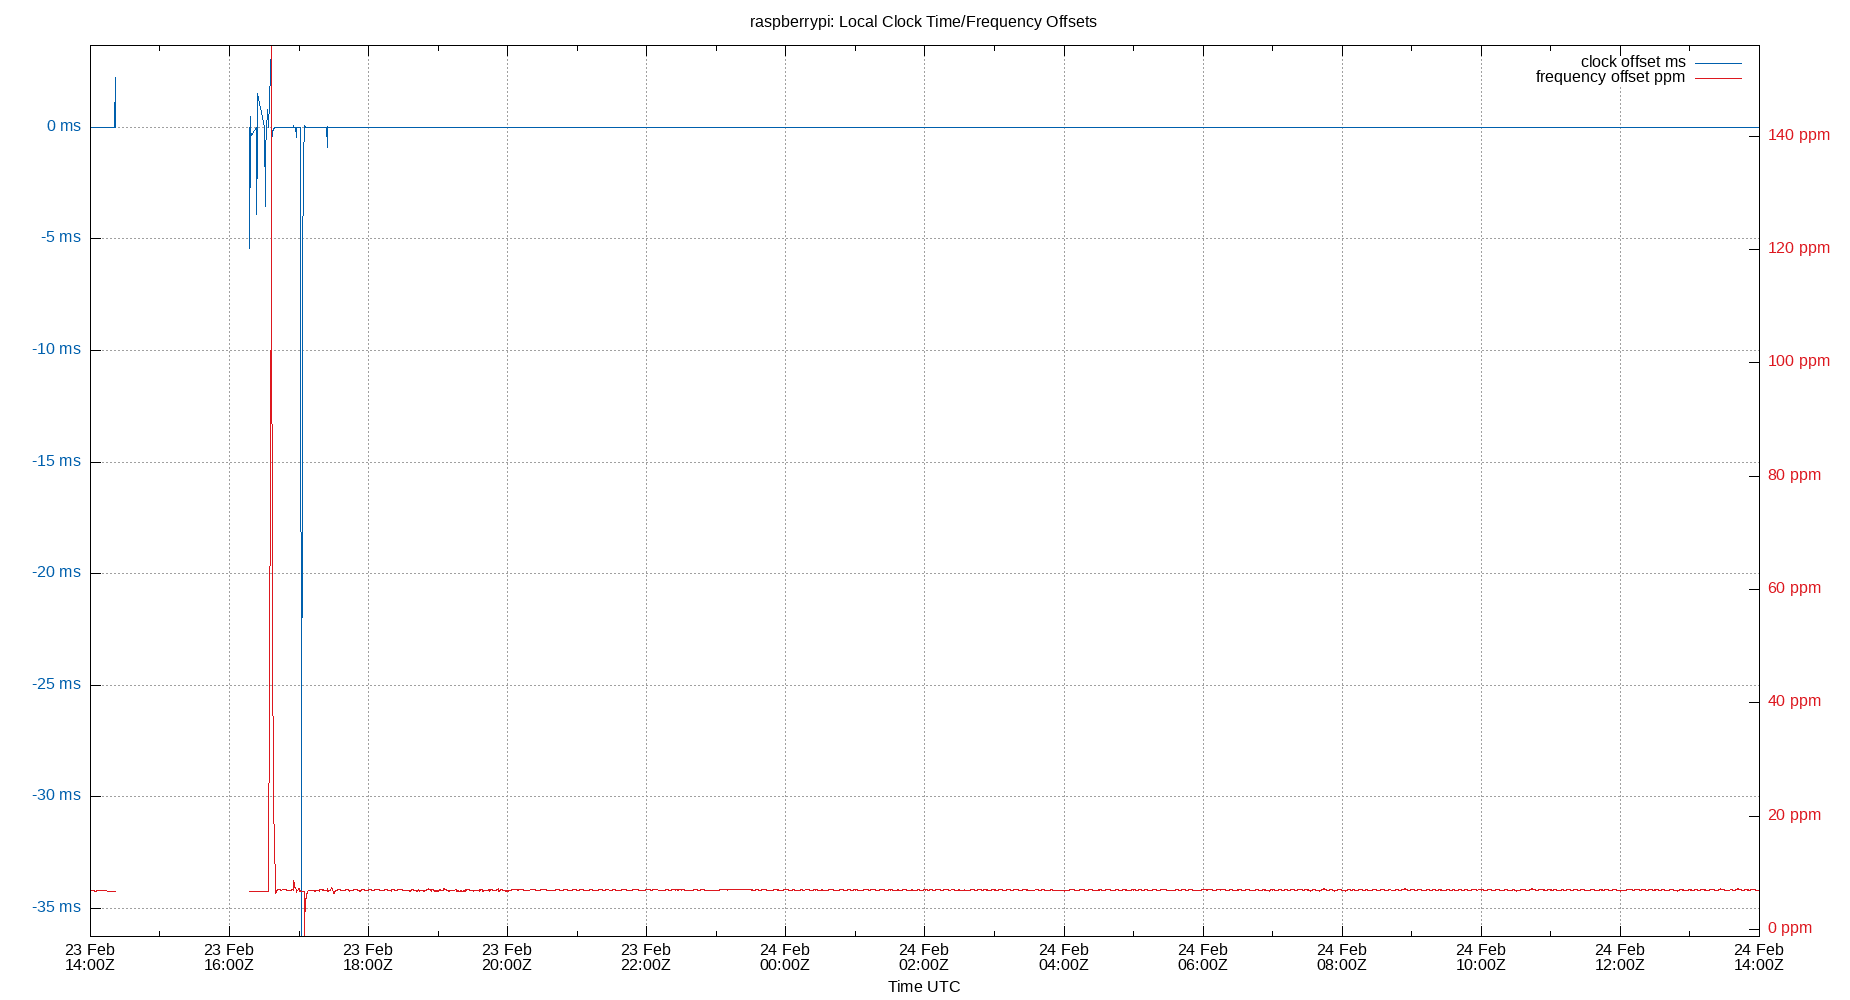 raspberrypi: Local Clock Time/Frequency Offsets
clock offset ms
frequency offset ppm
0 ms
-5 ms
-10 ms
-15 ms
-20 ms
-25 ms
-30 ms
-35 ms
140 ppm
120 ppm
100 ppm
80 ppm
60 ppm
40 ppm
20 ppm
0 ppm
23 Feb 23 Feb 23 Feb 23 Feb 23 Feb 24 Feb 24 Feb 24 Feb 24 Feb 24 Feb 24 Feb 24 Feb 24 Feb
14:00Z 16:00Z 18:00Z 20:00Z 22:00Z 00:00Z 02:00Z 04:00Z 06:00Z 08:00Z 10:00Z 12:00Z 14:00Z
Time UTC